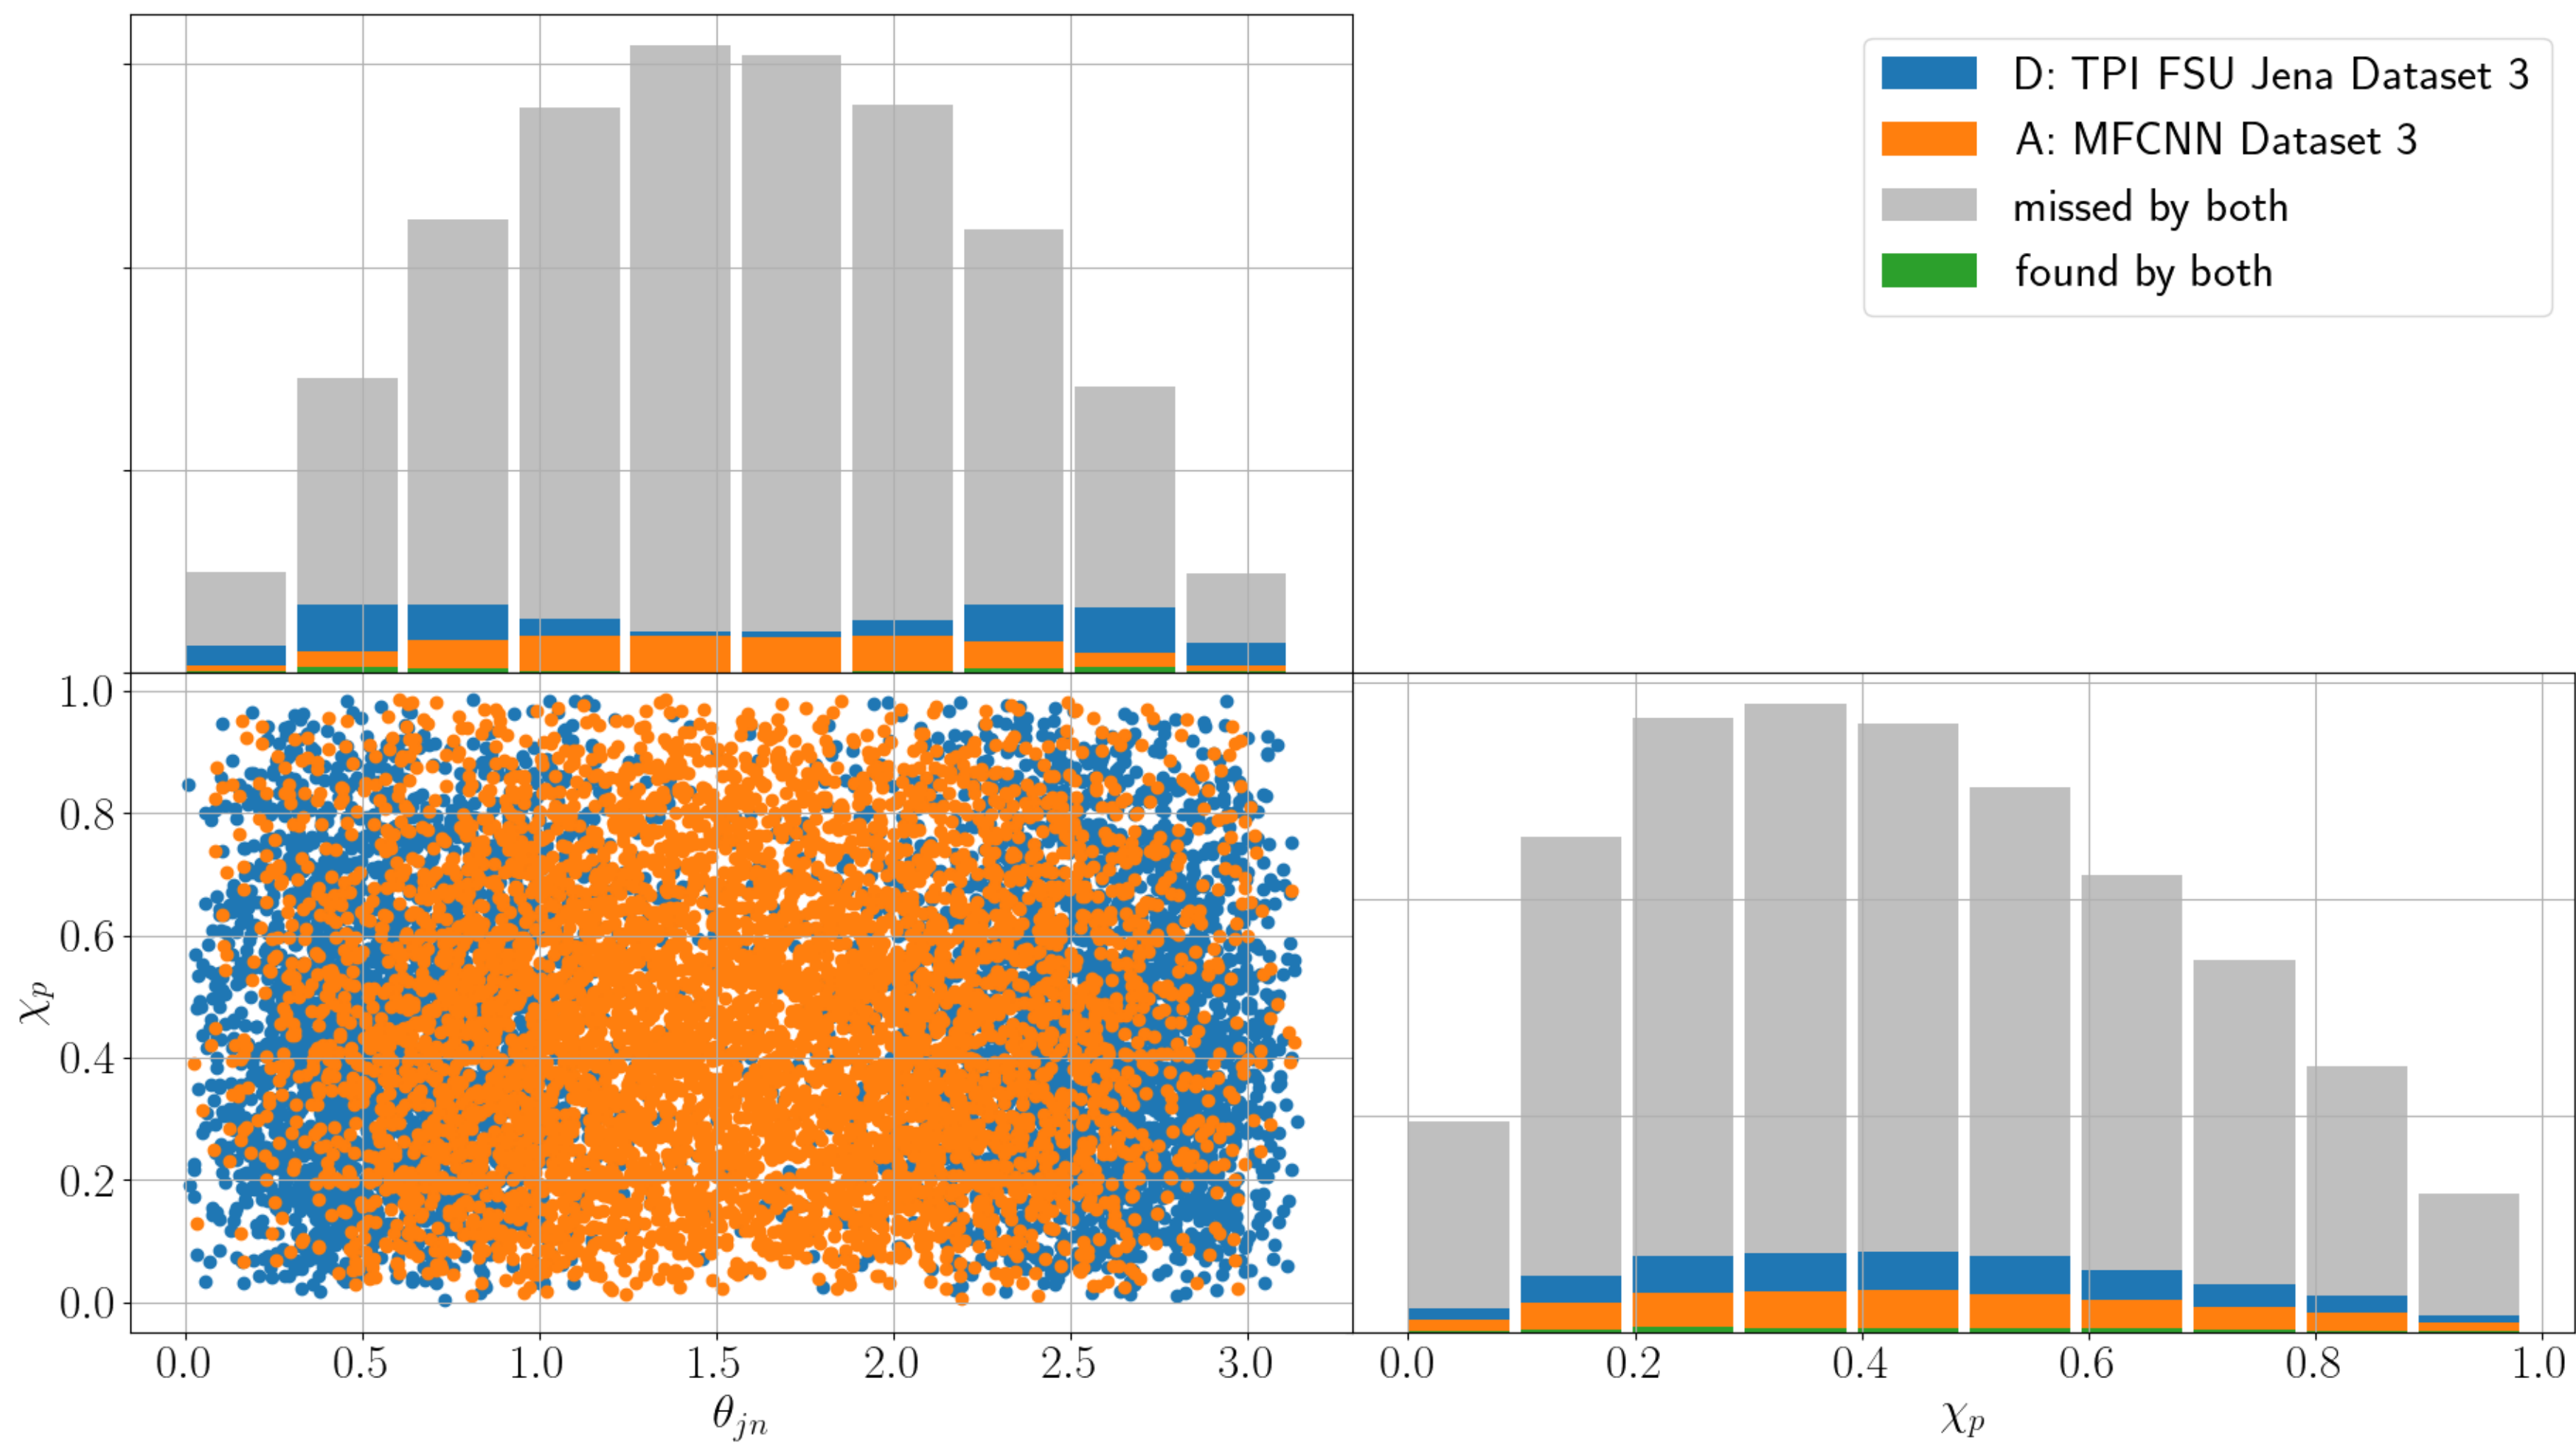 D: TPI FSU Jena Dataset 3
A: MFCNN Dataset 3
missed by both
found by both
1.0
0.8
0.6
0.4
0.2
0.0
χp
0.0 0.5 1.0 1.5 2.0 2.5 3.0
θjn
0.0 0.2 0.4 0.6 0.8 1.0
χp